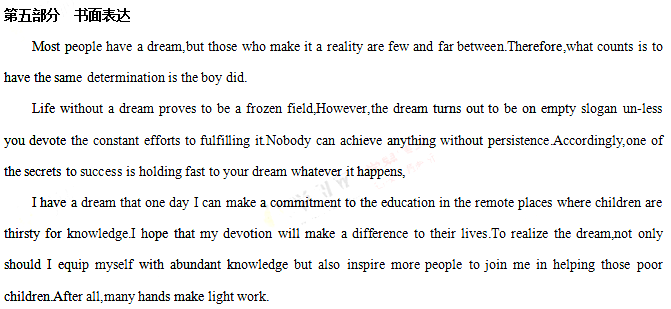 第五部分 书面表达
Most people have a dream,but those who make it a reality are few and far between.Therefore,what counts is to
have the same determination is the boy did.
Life without a dream proves to be a frozen field,However,the dream turns out to be on empty slogan un-less
you devote the constant efforts to fulfilling it.Nobody can achieve anything without persistence.Accordingly,one of
the secrets to success is holding fast to your dream whatever it happens,
I have a dream that one day I can make a commitment to the education in the remote places where children are
thirsty for knowledge.I hope that my devotion will make a difference to their lives.To realize the dream,not only
should I equip myself with abundant knowledge but also inspire more people to join me in helping those poor
children.After all,many hands make light work.